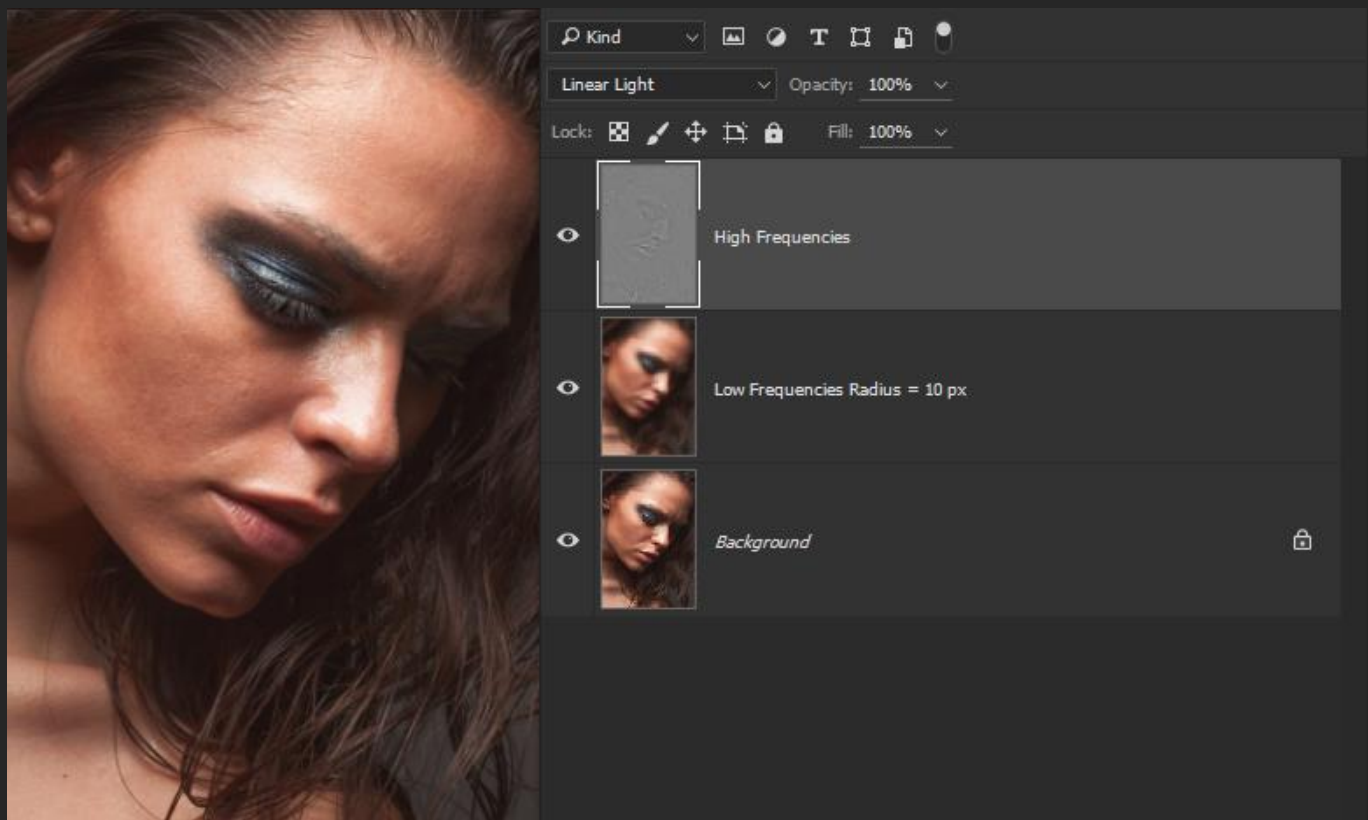 Kind
Linear Light Opacity: 100%
Lock: Fill: 100%
High Frequencies
Low Frequencies Radius = 10 px
Background